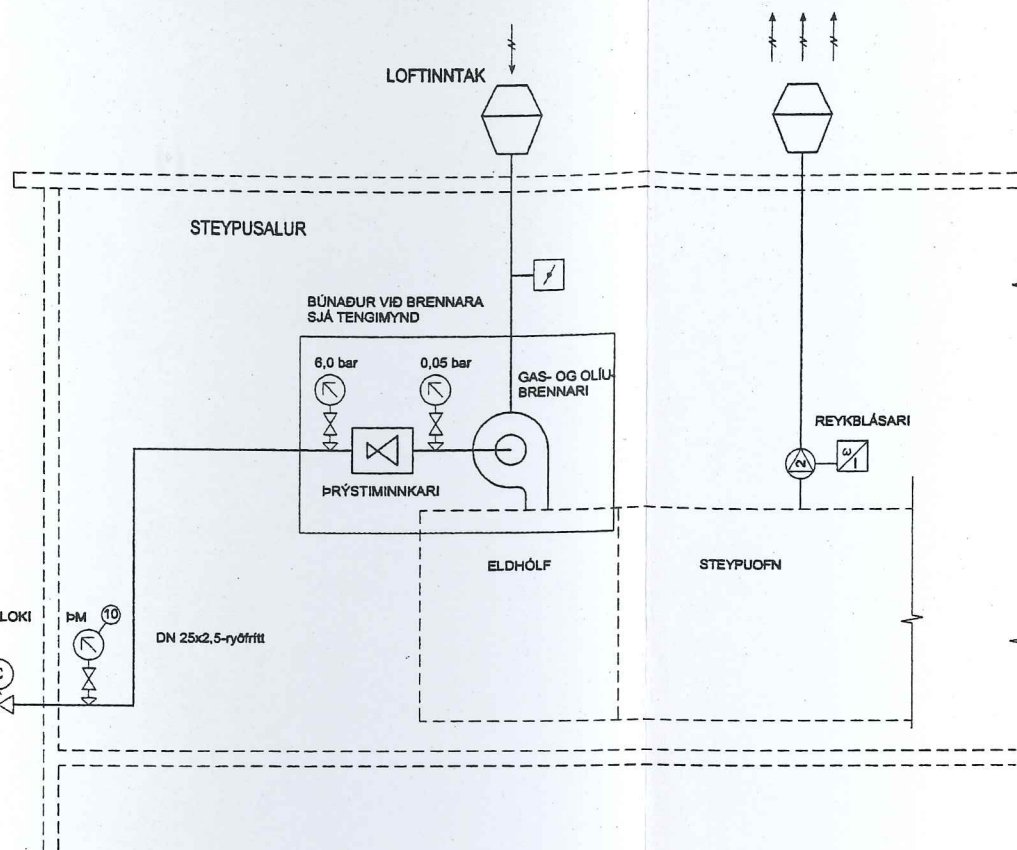 LOFTINNTAK
STEYPUSALUR
BÚNAÐUR VIÐ BRENNARA
SJÁ TENGIMYND
6,0 bar
0,05 bar
GAS- OG OLÍU-
BRENNARI
REYKBLÁSARI
2
ÞRÝSTIMINNKARI
ELDHÓLF
STEYPUOFN
LOKI
ÞM
10
DN 25x2,5-ryðfrítt